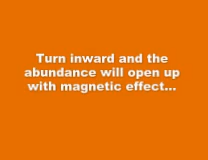 Turn inward and the
abundance will open up
with magnetic effect...